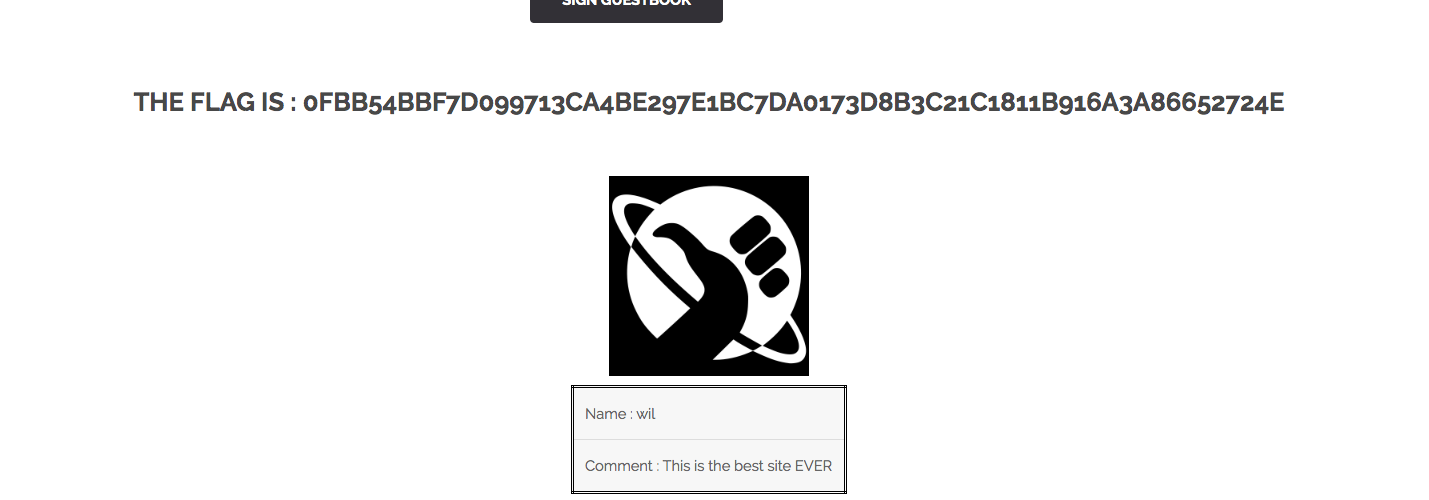 SIGN GUESTBOOK
THE FLAG IS : 0FBB54BBF7D099713CA4BE297E1BC7DA0173D8B3C21C1811B916A3A86652724E
Name : wil
Comment : This is the best site EVER